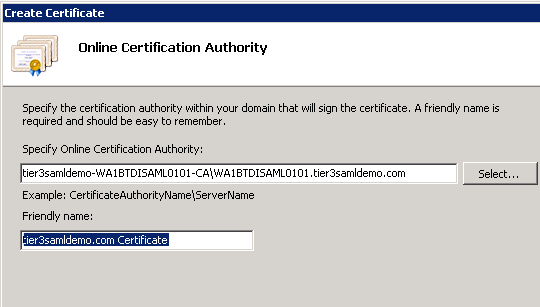 Create Certificate
Online Certification Authority
Specify the certification authority within your domain that will sign the certificate. A friendly name is
required and should be easy to remember.
Specify Online Certification Authority:
tier3samldemo-WA1BTDISAML0101-CA\WA1BTDISAML0101.tier3samldemo.com
Select...
Example: CertificateAuthorityName\ServerName
Friendly name:
tier3samldemo.com Certificate